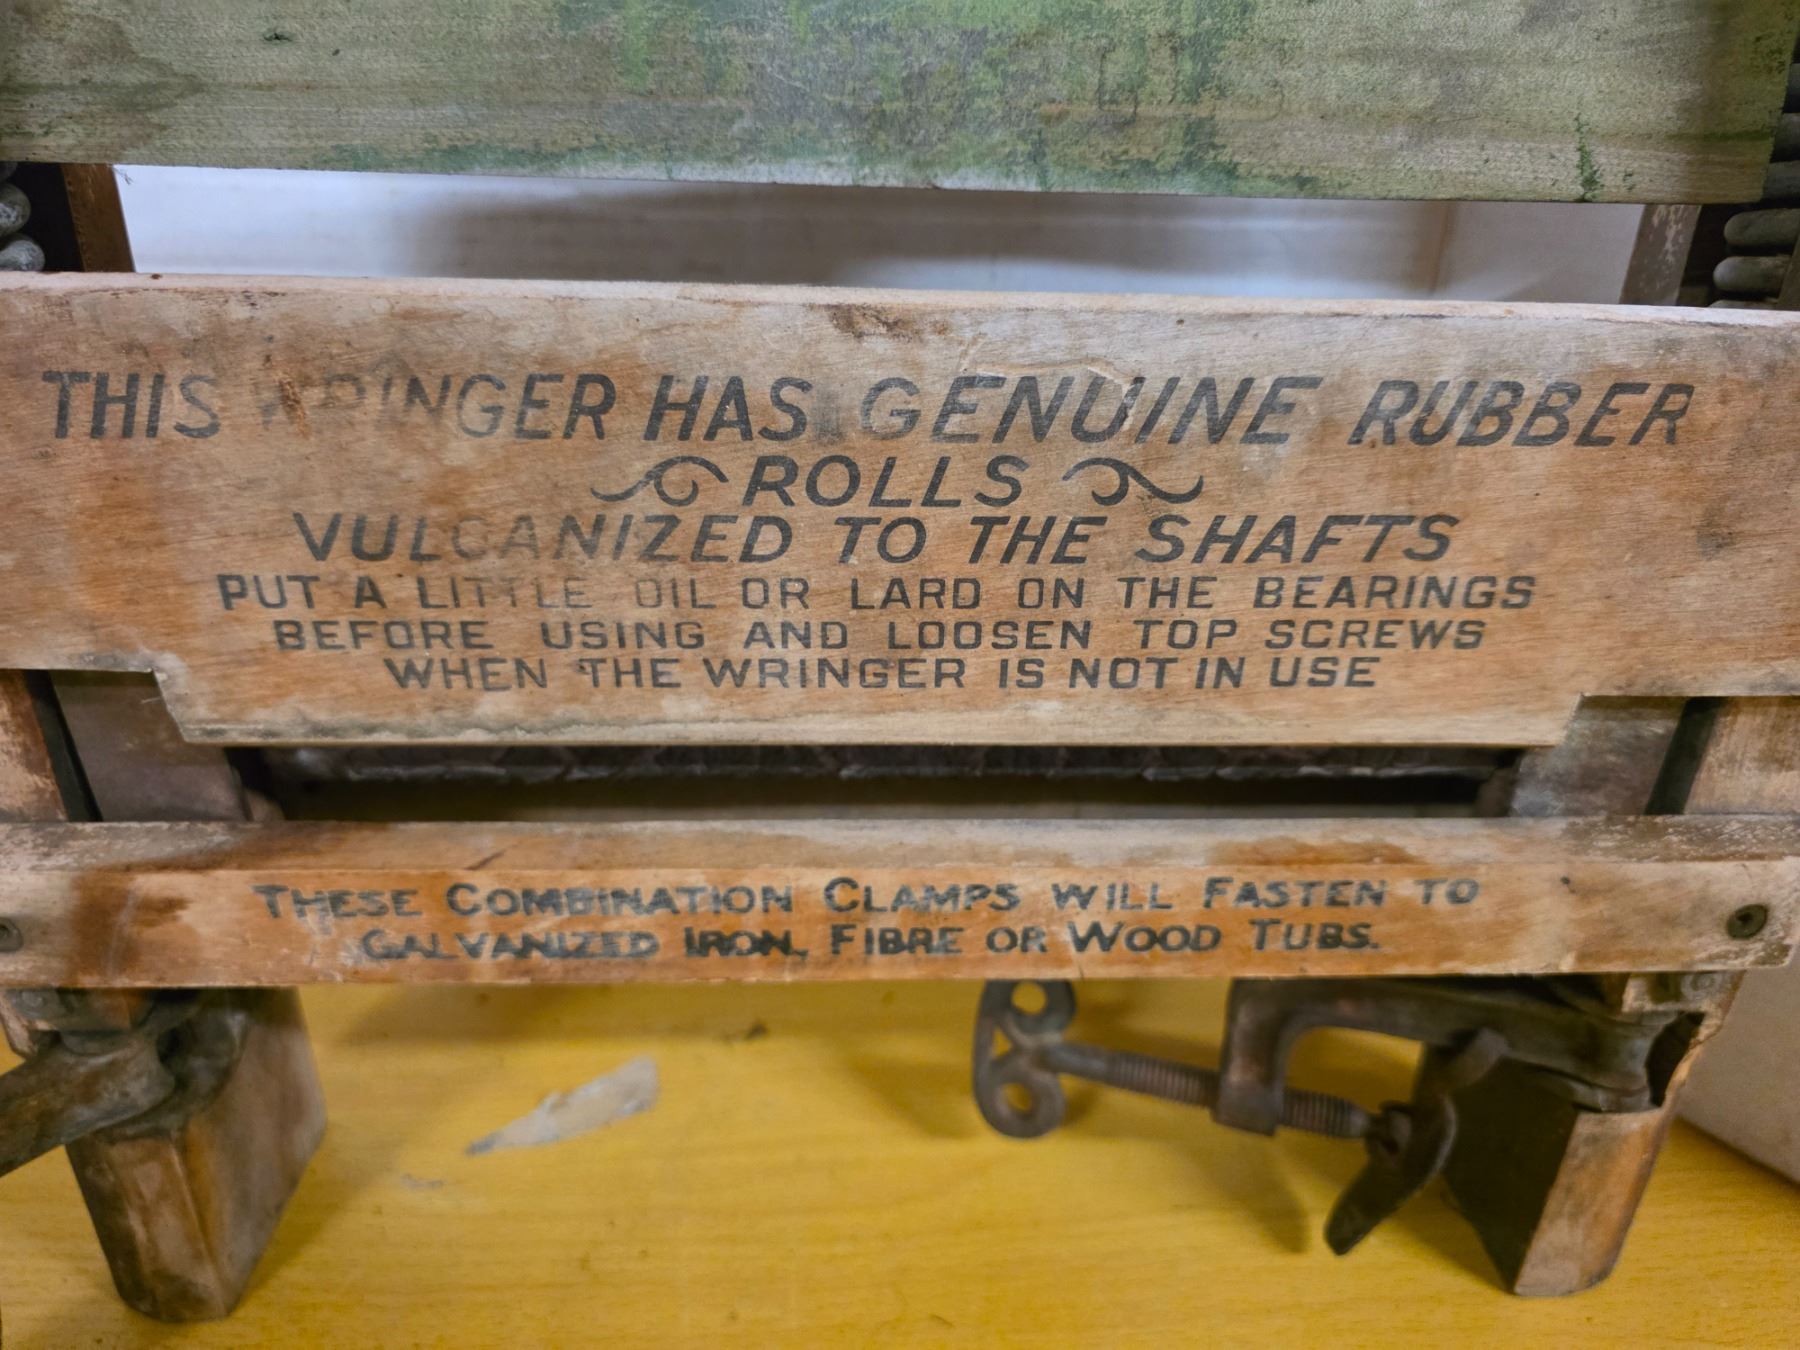 THIS WRINGER HAS GENUINE RUBBER
ROLLS
VULCANIZED TO THE SHAFTS
PUT A LITTLE OIL OR LARD ON THE BEARINGS
BEFORE USING AND LOOSEN TOP SCREWS
WHEN THE WRINGER IS NOT IN USE
THESE COMBINATION CLAMPS WILL FASTEN TO
GALVANIZED IRON, FIBRE OR WOOD TUBS.